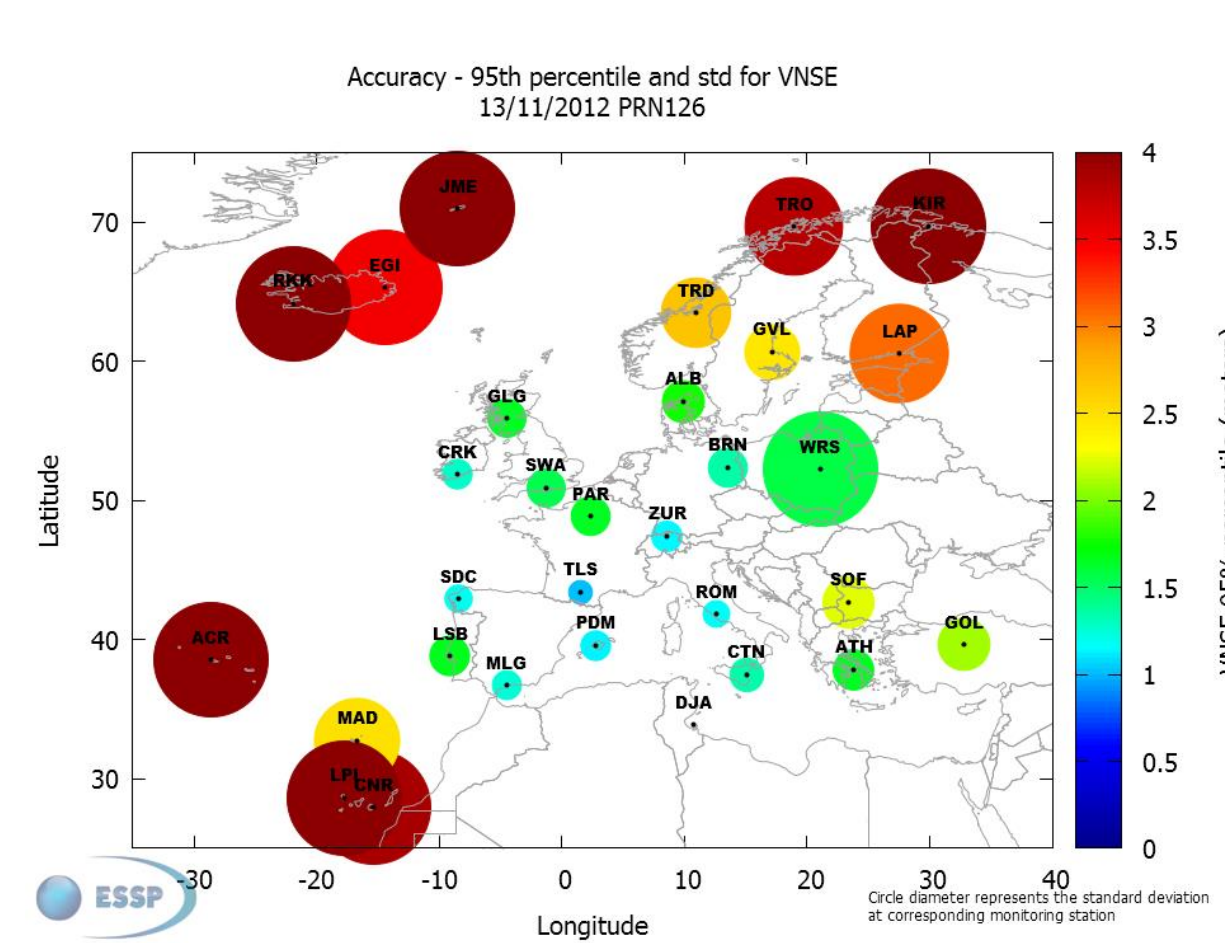 Accuracy - 95th percentile and std for VNSE
13/11/2012 PRN126
JME
TRO
KIR
RKK
EGI
TRD
GVL
LAP
ALB
GLG
CRK
SWA
PAR
BRN
WRS
ZUR
SDC
TLS
ROM
SOF
ACR
LSB
PDM
MLG
CTN
ATH
GOL
DJA
MAD
LPI
CNR
70
60
50
40
30
Latitude
-30
-20
-10
0
10
20
30
40
Longitude
4
3.5
3
2.5
2
1.5
1
0.5
0
VNSE 95%
ESSP
Circle diameter represents the standard deviation
at corresponding monitoring station